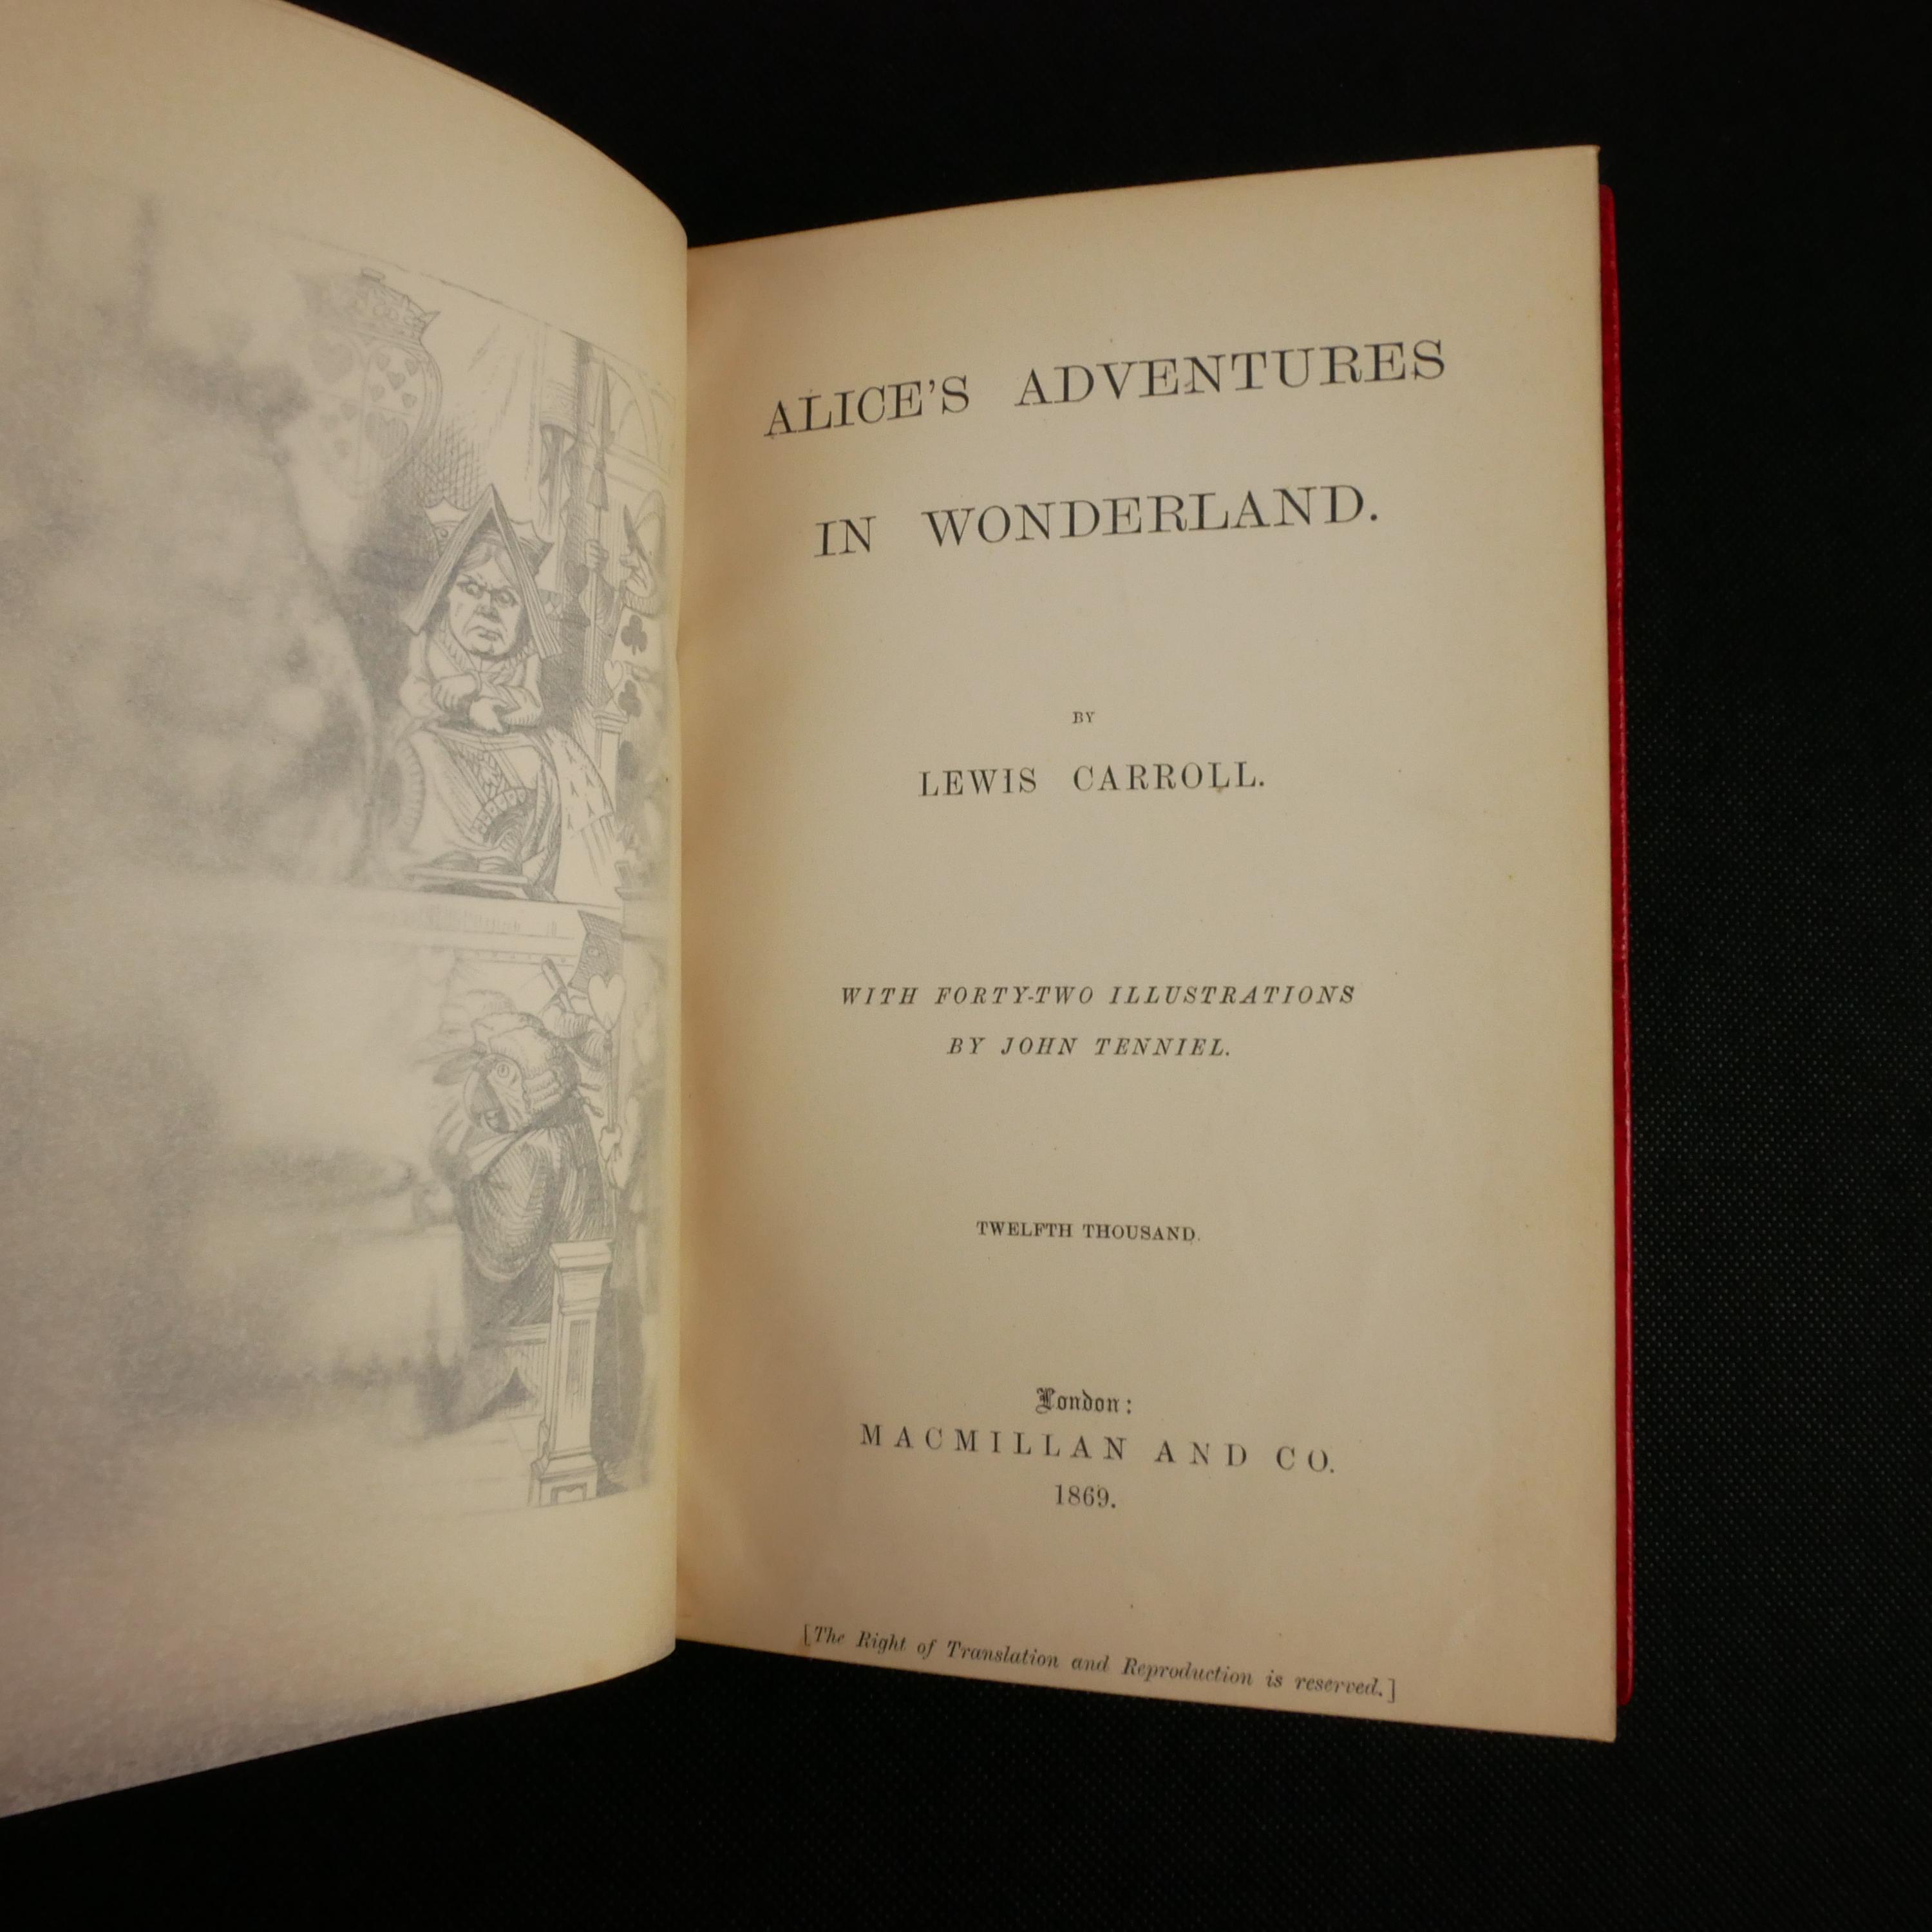 ALICE'S ADVENTURES
IN WONDERLAND.
BY
LEWIS CARROLL.
WITH FORTY-TWO ILLUSTRATIONS
BY JOHN TENNIEL.
TWELFTH THOUSAND.
London:
MACMILLAN AND CO.
1869.
[The Right of Translation and Reproduction is reserved.]